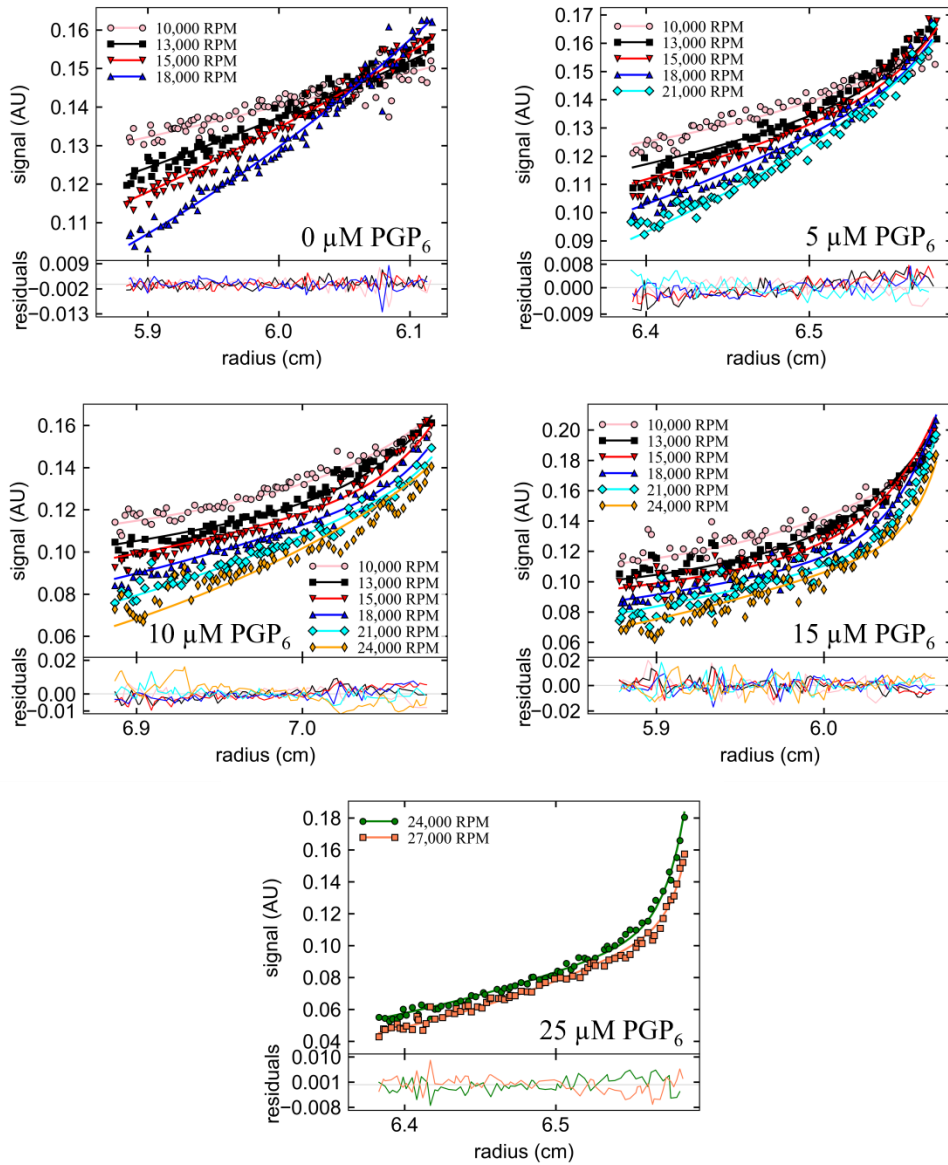 0.16
0.15
0.14
0.13
0.12
0.11
signal (AU)
10,000 RPM
13,000 RPM
15,000 RPM
18,000 RPM
0 µM PGP6
0.009
−0.002
−0.013
residuals
5.9
6.0
6.1
radius (cm)
0.17
0.16
0.15
0.13
0.12
0.10
0.09
signal (AU)
10,000 RPM
13,000 RPM
15,000 RPM
18,000 RPM
21,000 RPM
5 µM PGP6
0.008
0.000
−0.009
residuals
6.4
6.5
radius (cm)
0.16
0.14
0.12
0.10
0.08
0.06
signal (AU)
10,000 RPM
13,000 RPM
15,000 RPM
18,000 RPM
21,000 RPM
24,000 RPM
10 µM PGP6
0.02
0.00
−0.01
residuals
6.9
7.0
radius (cm)
0.20
0.18
0.16
0.14
0.12
0.10
0.08
0.06
signal (AU)
10,000 RPM
13,000 RPM
15,000 RPM
18,000 RPM
21,000 RPM
24,000 RPM
15 µM PGP6
0.02
0.00
−0.02
residuals
5.9
6.0
radius (cm)
0.18
0.16
0.14
0.12
0.10
0.08
0.06
0.04
signal (AU)
24,000 RPM
27,000 RPM
25 µM PGP6
0.010
0.001
−0.008
residuals
6.4
6.5
radius (cm)